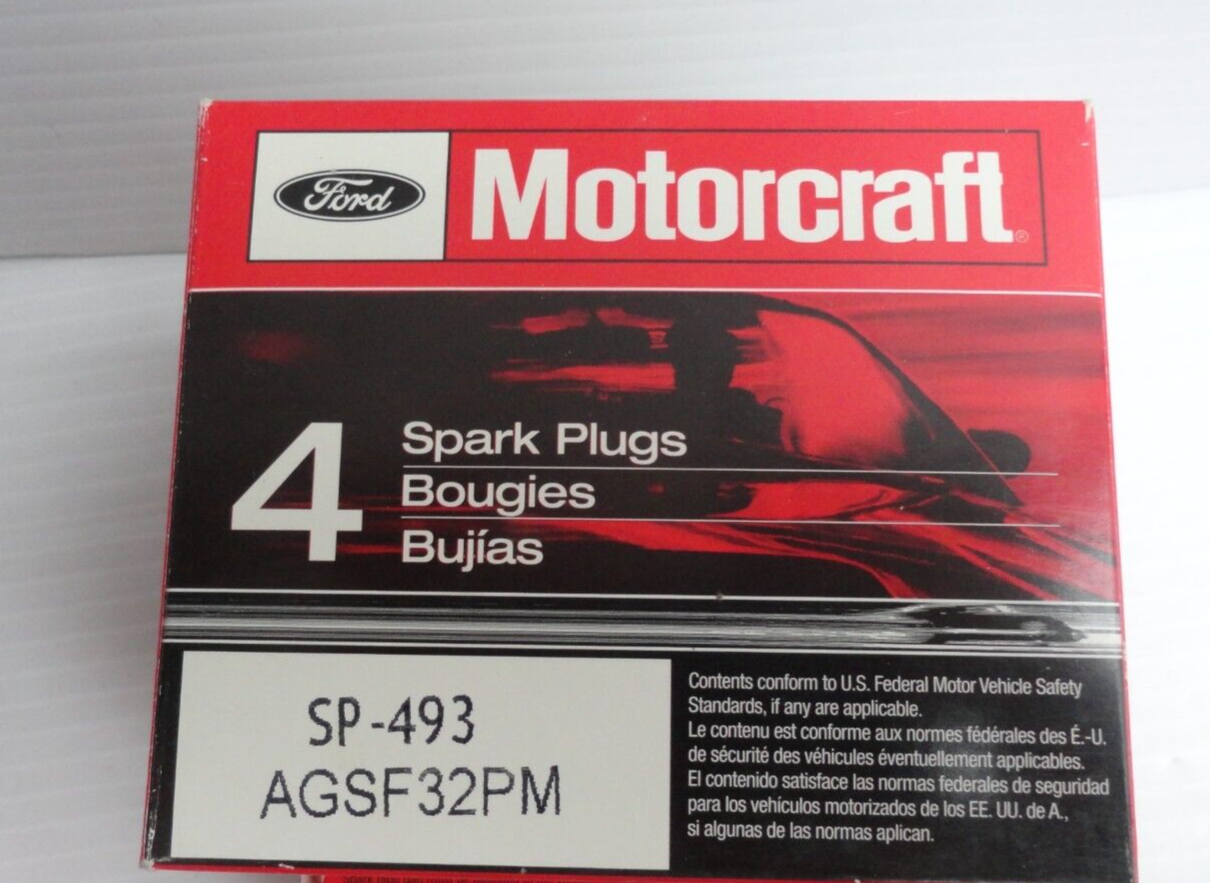 Ford
Motorcraft®
4
Spark Plugs
Bougies
Bujías
SP-493
AGSF32PM
Contents conform to U.S. Federal Motor Vehicle Safety
Standards, if any are applicable.
Le contenu est conforme aux normes fédérales des É.-U.
de sécurité des véhicules éventuellement applicables.
El contenido satisface las normas federales de seguridad
para los vehículos motorizados de los EE. UU. de A.,
si algunas de las normas aplican.